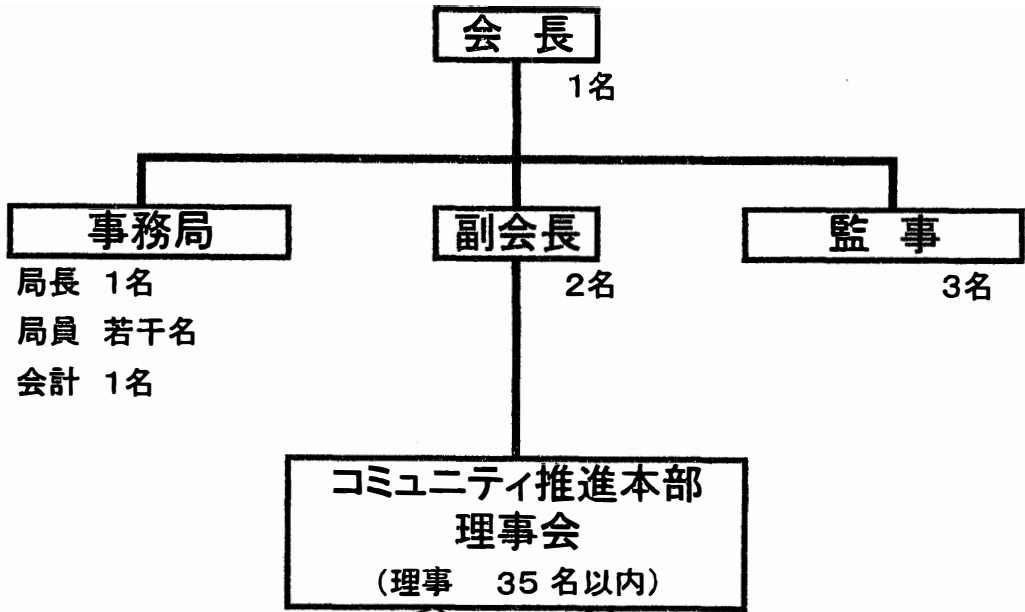 会 長
1名
事務局
副会長
監 事
局長 1名
2名
3名
局員 若干名
会計 1名
コミュニティ推進本部
理事会
(理事 35 名以内)